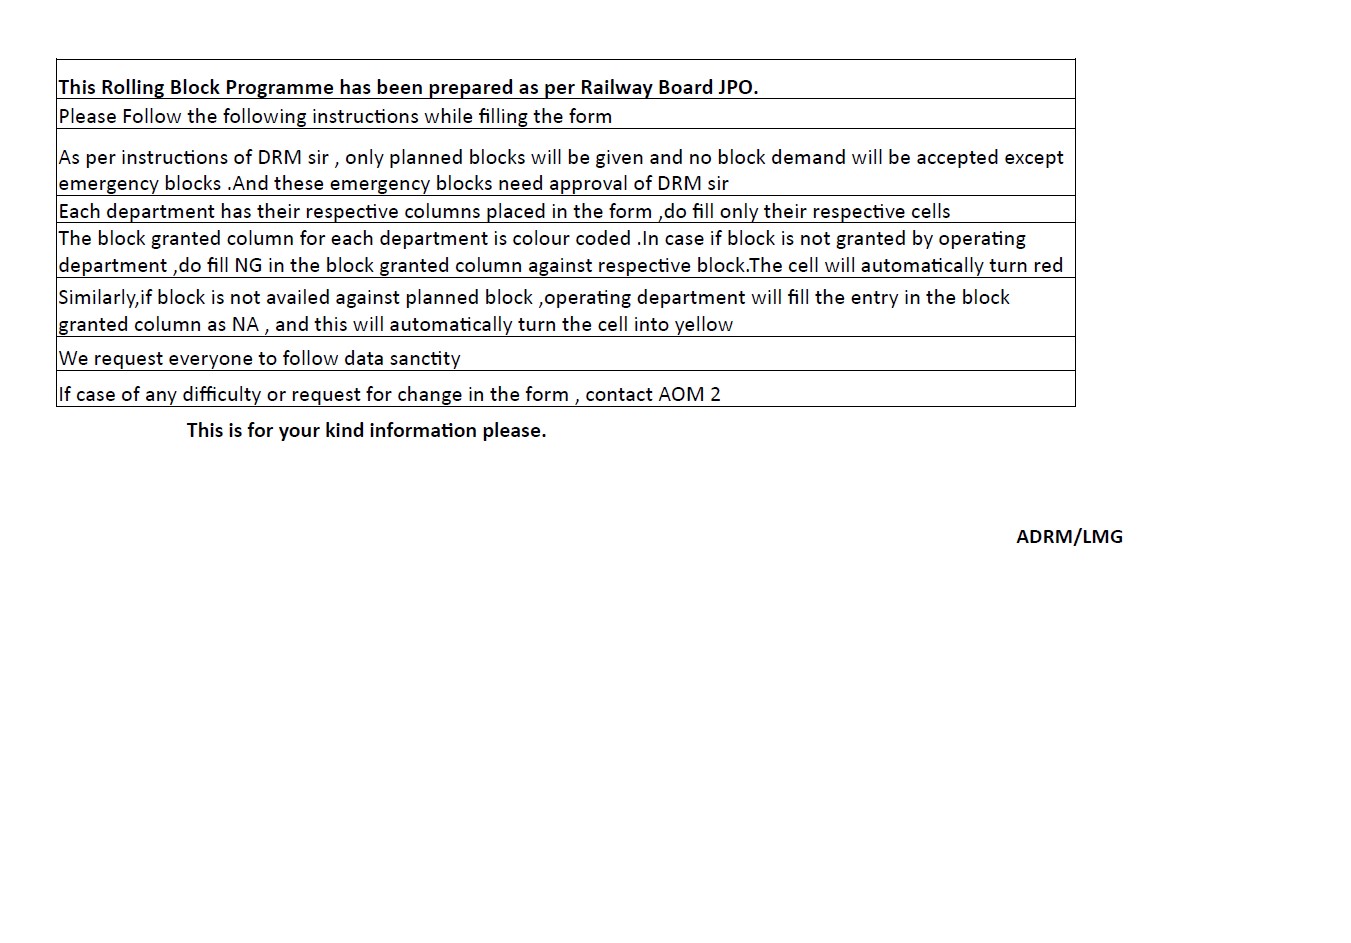 This Rolling Block Programme has been prepared as per Railway Board JPO.
Please Follow the following instructions while filling the form
As per instructions of DRM sir , only planned blocks will be given and no block demand will be accepted except
emergency blocks .And these emergency blocks need approval of DRM sir
Each department has their respective columns placed in the form ,do fill only their respective cells
The block granted column for each department is colour coded .In case if block is not granted by operating
department ,do fill NG in the block granted column against respective block.The cell will automatically turn red
Similarly,if block is not availed against planned block ,operating department will fill the entry in the block
granted column as NA , and this will automatically turn the cell into yellow
We request everyone to follow data sanctity
If case of any difficulty or request for change in the form , contact AOM 2
This is for your kind information please.
ADRM/LMG